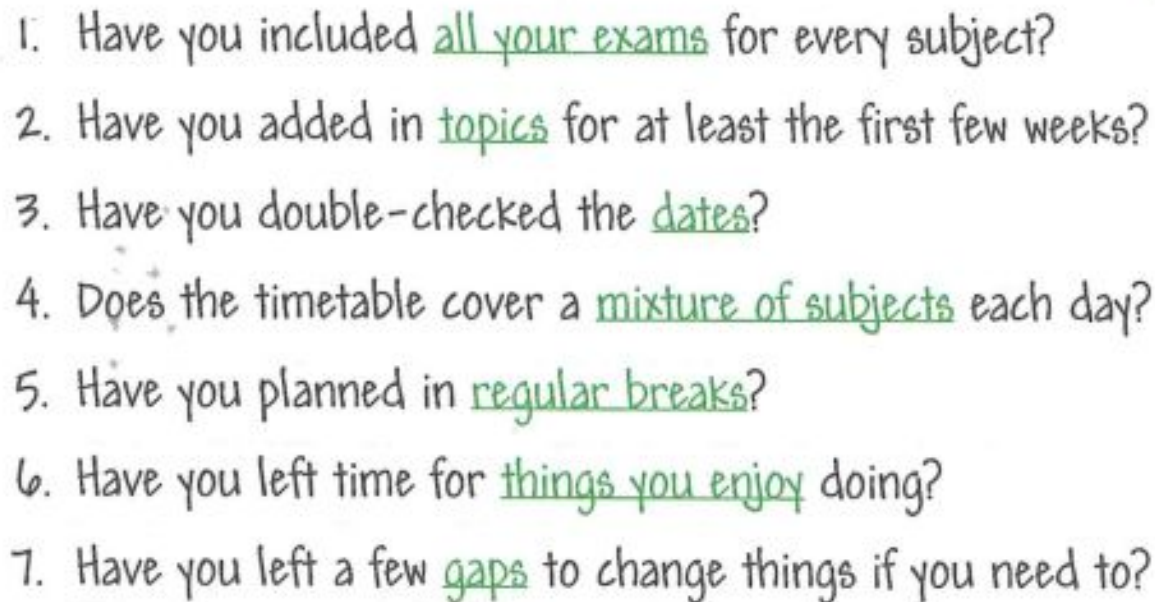 1. Have you included all your exams for every subject?
2. Have you added in topics for at least the first few weeks?
3. Have you double-checked the dates?
4. Does the timetable cover a mixture of subjects each day?
5. Have you planned in regular breaks?
6. Have you left time for things you enjoy doing?
7. Have you left a few gaps to change things if you need to?